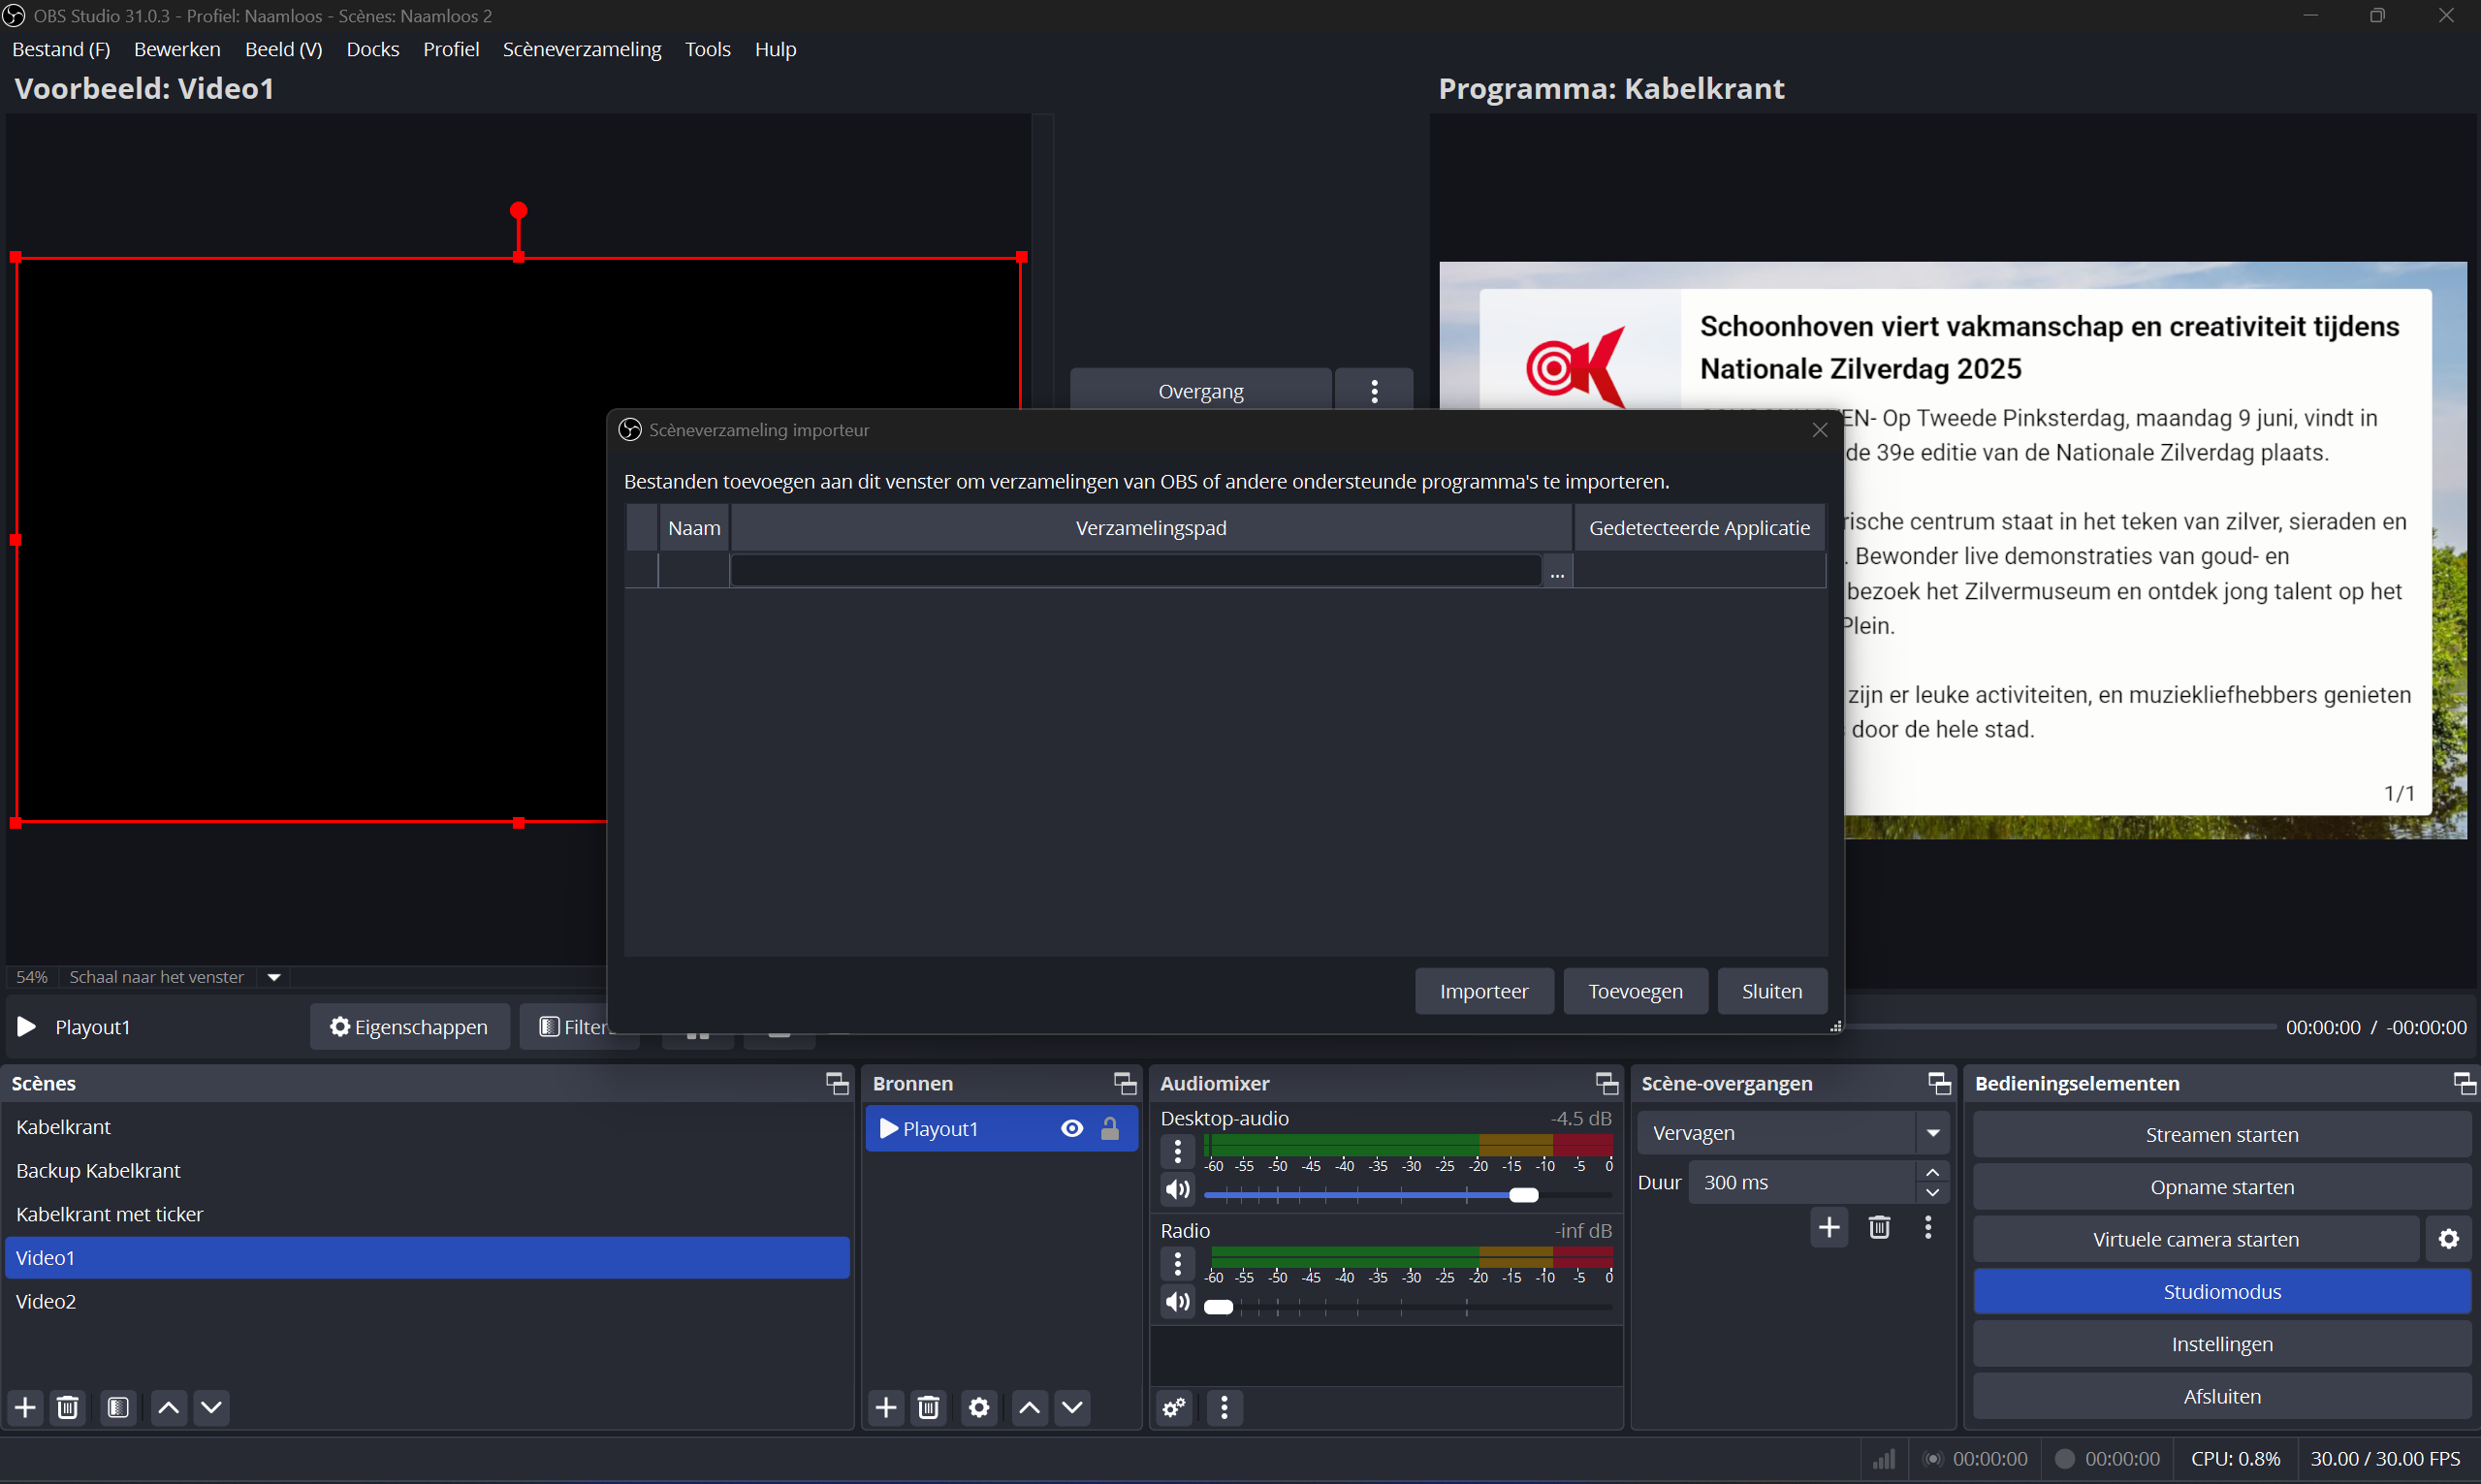 OBS Studio 31.0.3 - Profiel: Naamloos - Scènes: Naamloos 2
Bestand (F) Bewerken Beeld (V) Docks Profiel Scèneverzameling Tools Hulp
Voorbeeld: Video1
Programma: Kabelkrant
Overgang
Schoonhoven viert vakmanschap en creativiteit tijdens
Nationale Zilverdag 2025
EN- Op Tweede Pinksterdag, maandag 9 juni, vindt in
de 39e editie van de Nationale Zilverdag plaats.
rische centrum staat in het teken van zilver, sieraden en
. Bewonder live demonstraties van goud- en
bezoek het Zilvermuseum en ontdek jong talent op het
Plein.
zijn er leuke activiteiten, en muziekliefhebbers genieten
door de hele stad.
1/1
Scèneverzameling importeur
Bestanden toevoegen aan dit venster om verzamelingen van OBS of andere ondersteunde programma's te importeren.
Naam Verzamelingspad Gedetecteerde Applicatie
...
Importeer Toevoegen Sluiten
54% Schaal naar het venster
Playout1 Eigenschappen Filter
00:00:00 / -00:00:00
Scènes
Kabelkrant
Backup Kabelkrant
Kabelkrant met ticker
Video1
Video2
Bronnen
Playout1
Audiomixer
Desktop-audio -4.5 dB
-60 -55 -50 -45 -40 -35 -30 -25 -20 -15 -10 -5 0
Radio -inf dB
-60 -55 -50 -45 -40 -35 -30 -25 -20 -15 -10 -5 0
Scène-overgangen
Vervagen
Duur 300 ms
Bedieningselementen
Streamen starten
Opname starten
Virtuele camera starten
Studiomodus
Instellingen
Afsluiten
00:00:00 00:00:00 CPU: 0.8% 30.00 / 30.00 FPS